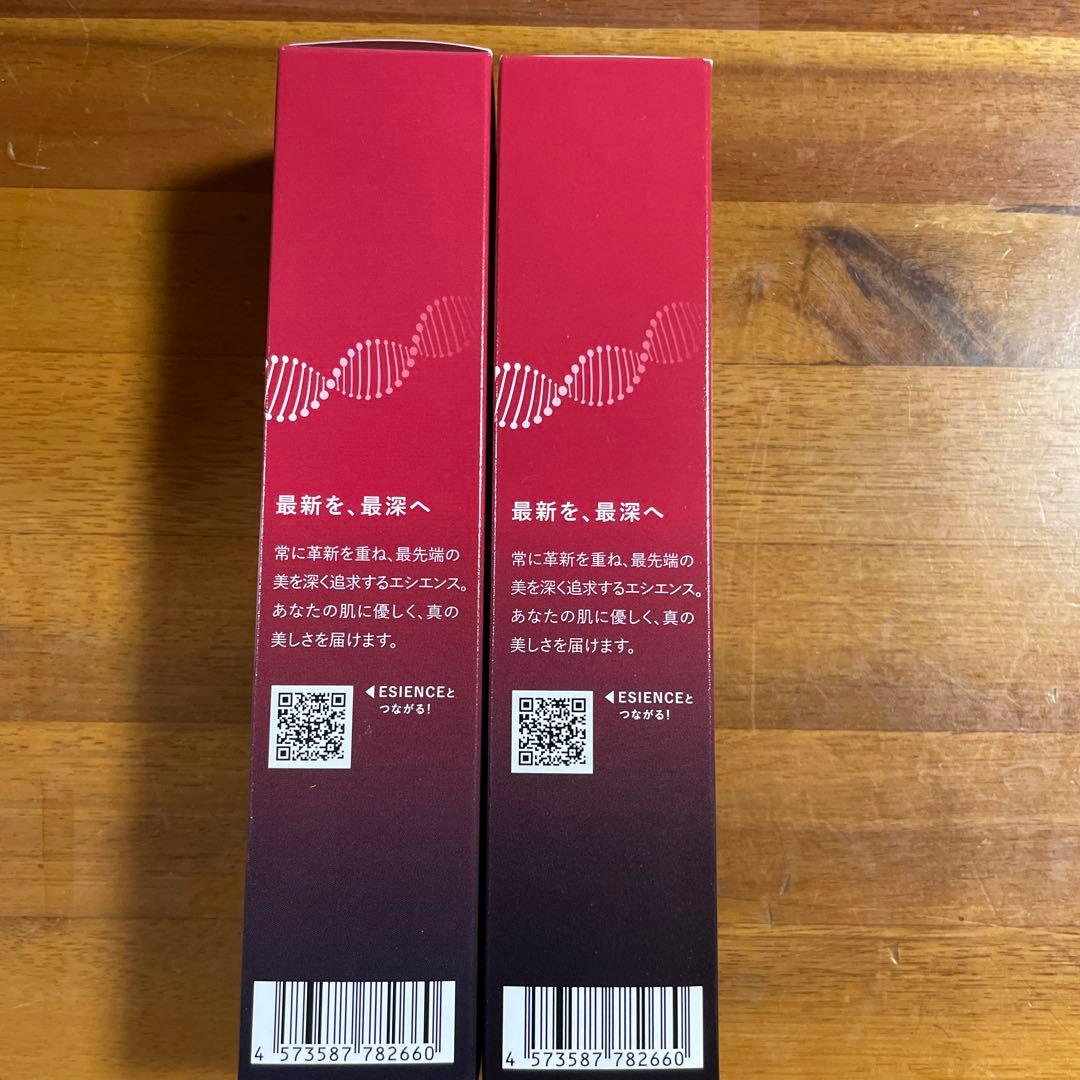 最新を、最深へ
常に革新を重ね、最先端の
美を深く追求するエシエンス。
あなたの肌に優しく、真の
美しさを届けます。
◀ESIENCEと
つながる!
4 573587 782660
最新を、最深へ
常に革新を重ね、最先端の
美を深く追求するエシエンス。
あなたの肌に優しく、真の
美しさを届けます。
◀ESIENCEと
つながる!
4 573587 782660